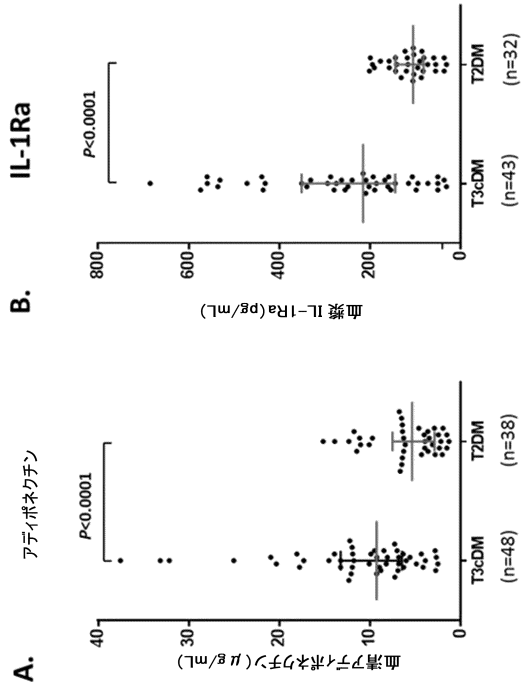 A.
アディポネクチン
P<0.0001
40
30
20
10
0
血清アディポネクチン(μg/mL)
T3cDM
(n=48)
T2DM
(n=38)
B.
IL-1Ra
P<0.0001
800
600
400
200
0
血漿 IL-1Ra(pg/mL)
T3cDM
(n=43)
T2DM
(n=32)